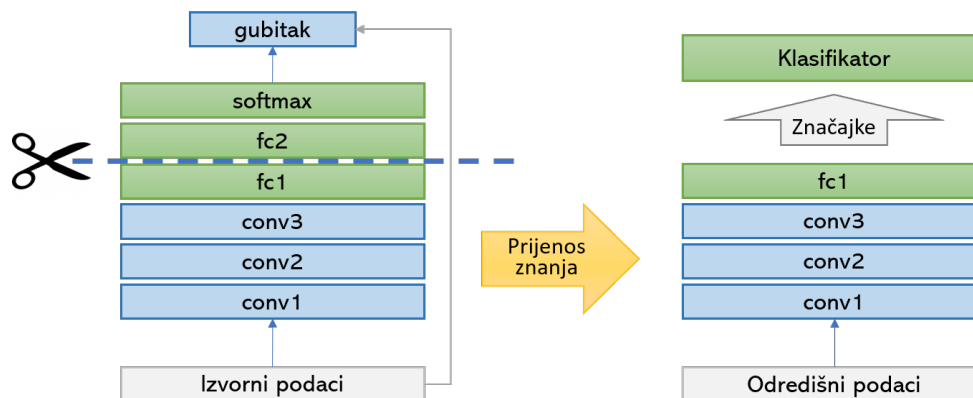 gubitak
softmax
fc2
fc1
conv3
conv2
conv1
Izvorni podaci
Prijenos
znanja
Klasifikator
Značajke
fc1
conv3
conv2
conv1
Odredišni podaci